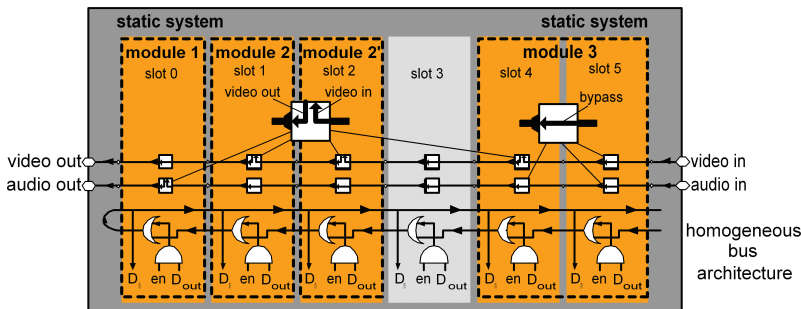 static system
static system
module 1
module 2
module 2'
module 3
slot 0
slot 1
slot 2
slot 3
slot 4
slot 5
video out
video in
bypass
video out
video in
audio out
audio in
homogeneous
bus
architecture
DI en Dout
DI en Dout
DI en Dout
DI en Dout
DI en Dout
DI en Dout